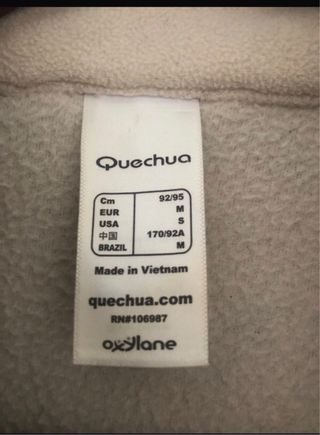 Quechua
Cm 92/95
EUR M
USA S
中国 170/92A
BRAZIL M
Made in Vietnam
quechua.com
RN#106987
oxylane